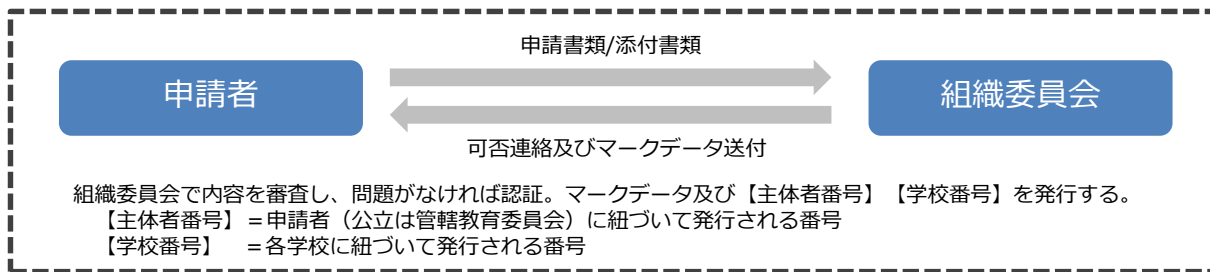 申請書類/添付書類
申請者
組織委員会
可否連絡及びマークデータ送付
組織委員会で内容を審査し、問題がなければ認証。マークデータ及び【主体者番号】【学校番号】を発行する。
【主体者番号】＝申請者（公立は管轄教育委員会）に紐づいて発行される番号
【学校番号】　＝各学校に紐づいて発行される番号